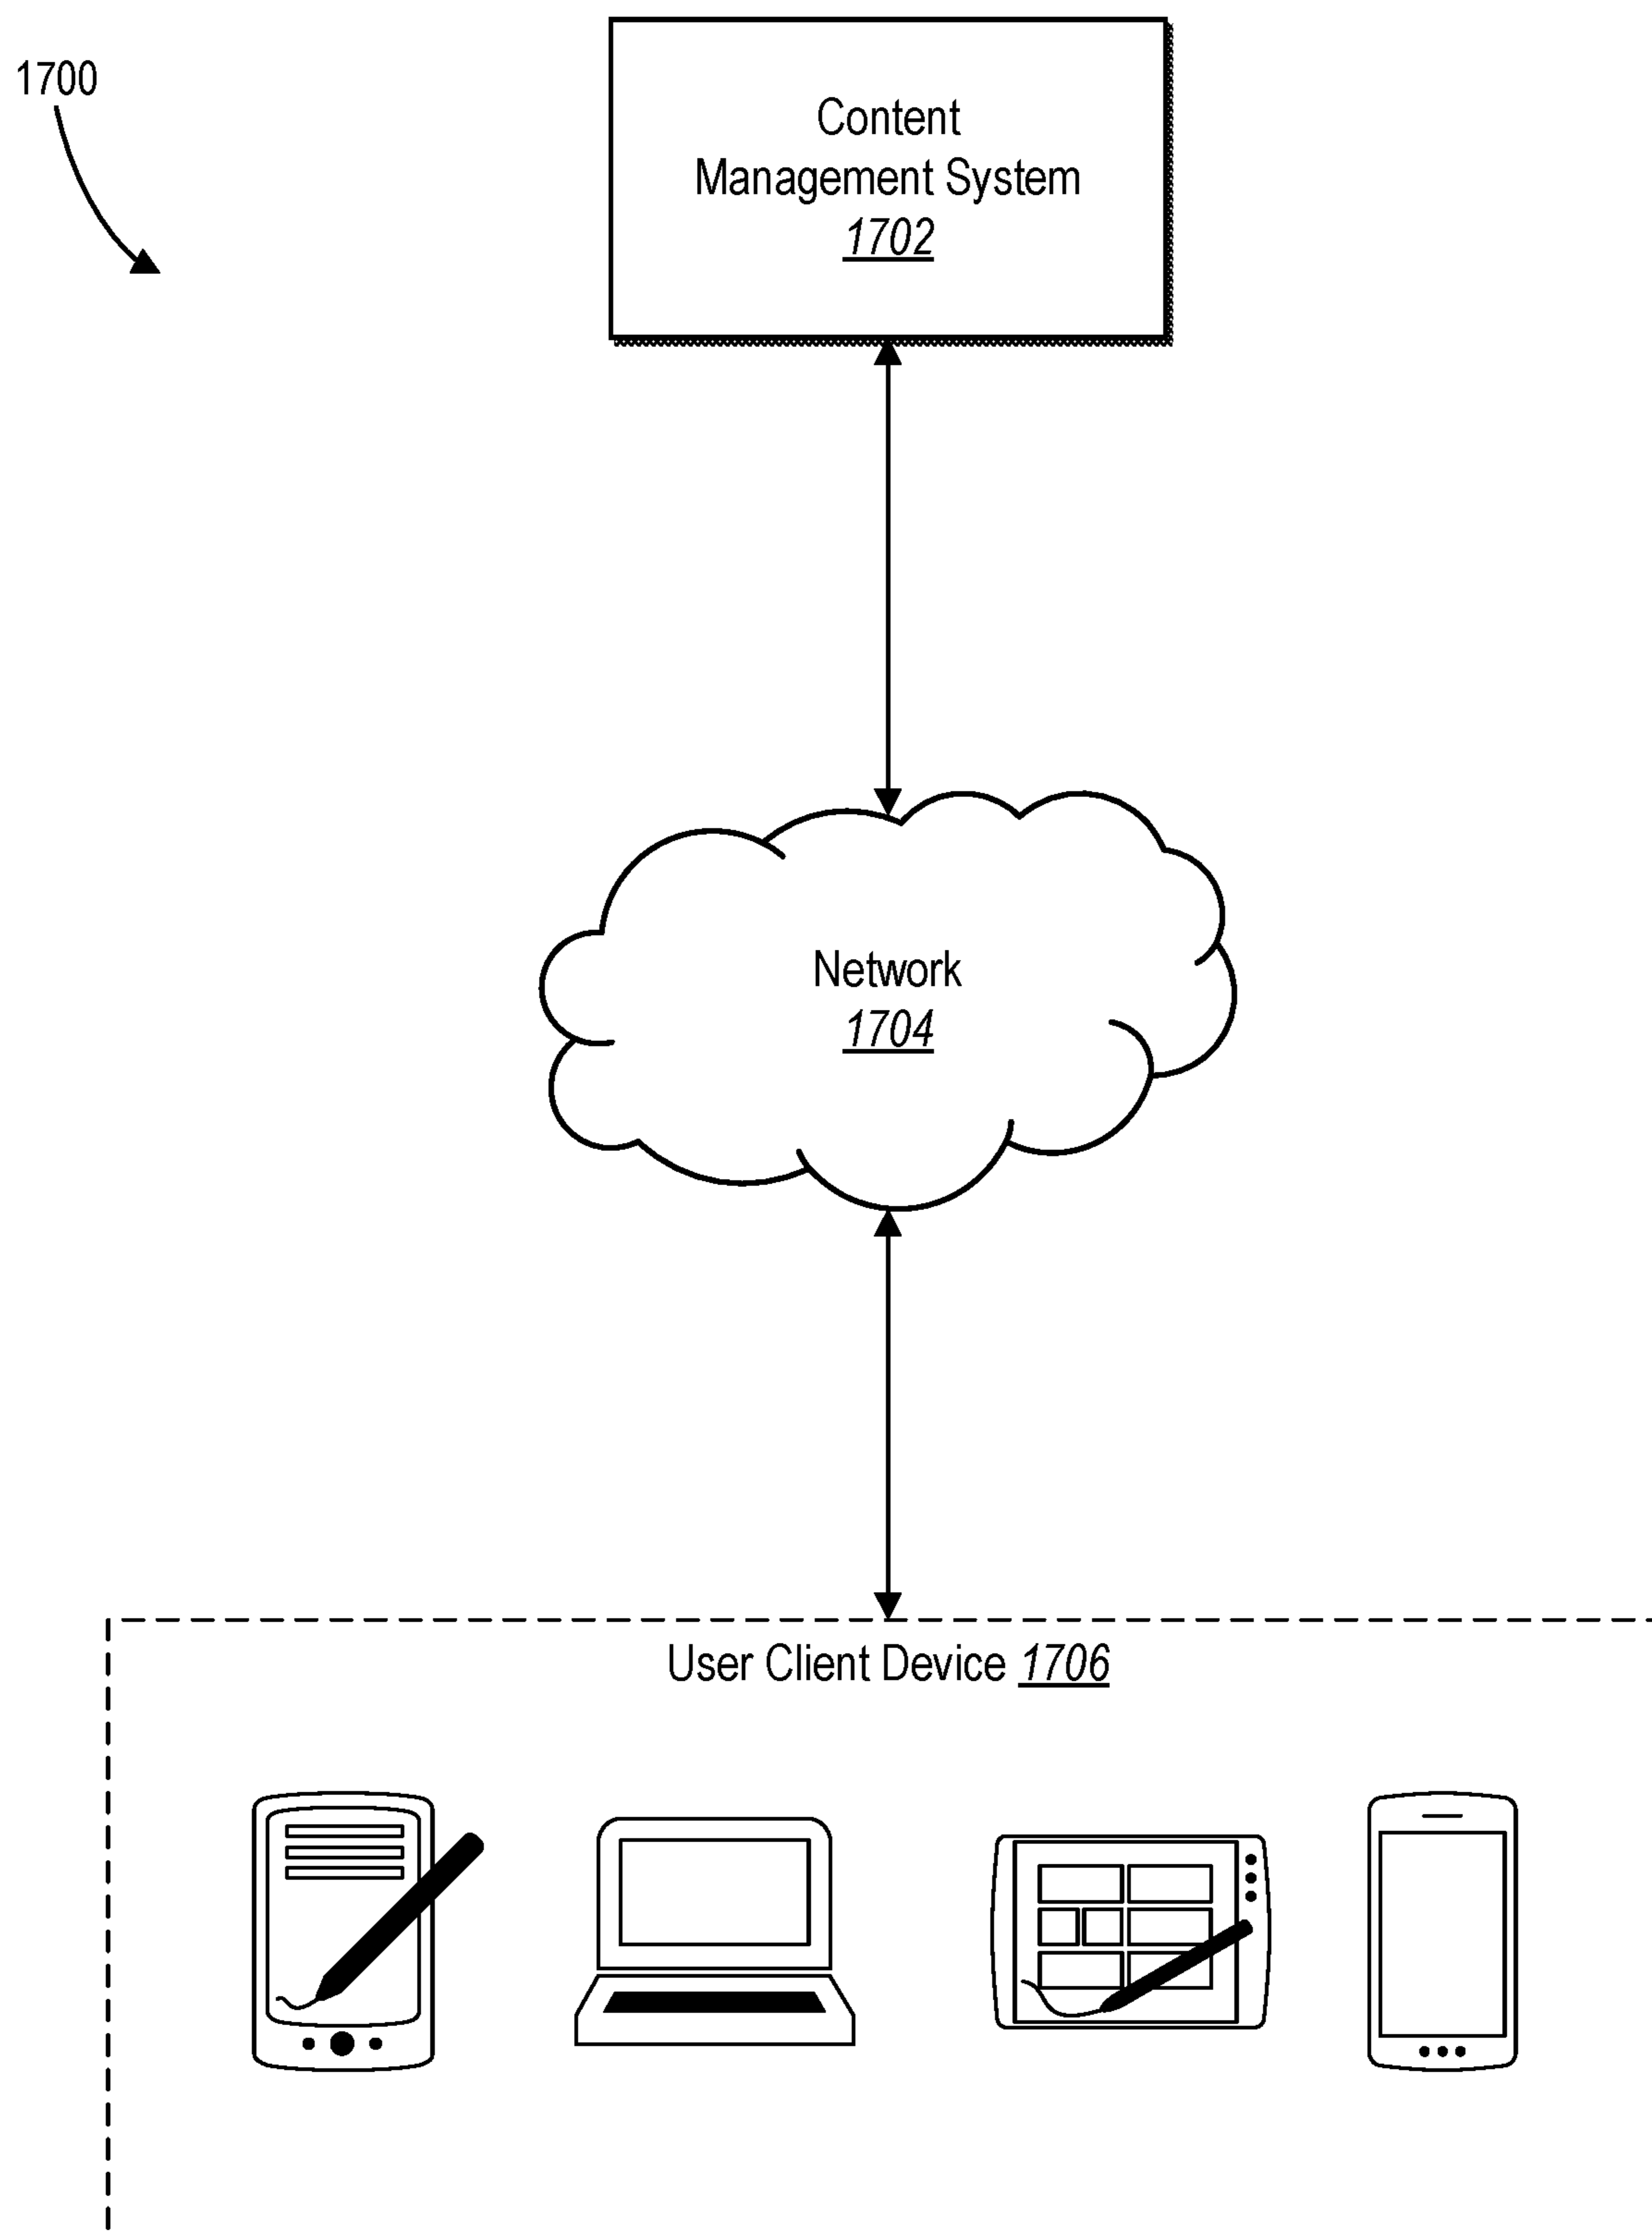 1700
Content
Management System
1702
Network
1704
User Client Device 1706